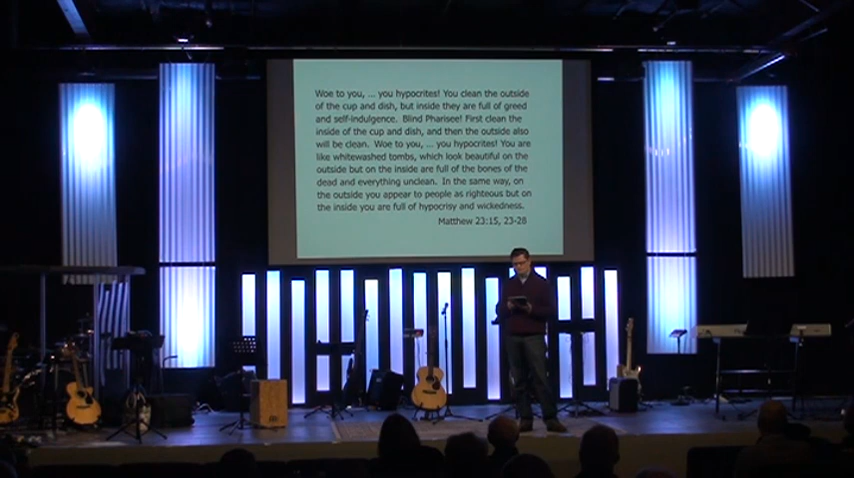 Woe to you, ... you hypocrites! You clean the outside
of the cup and dish, but inside they are full of greed
and self-indulgence. Blind Pharisee! First clean the
inside of the cup and dish, and then the outside also
will be clean. Woe to you, ... you hypocrites! You are
like whitewashed tombs, which look beautiful on the
outside but on the inside are full of the bones of the
dead and everything unclean. In the same way, on
the outside you appear to people as righteous but on
the inside you are full of hypocrisy and wickedness.
Matthew 23:15, 23-28